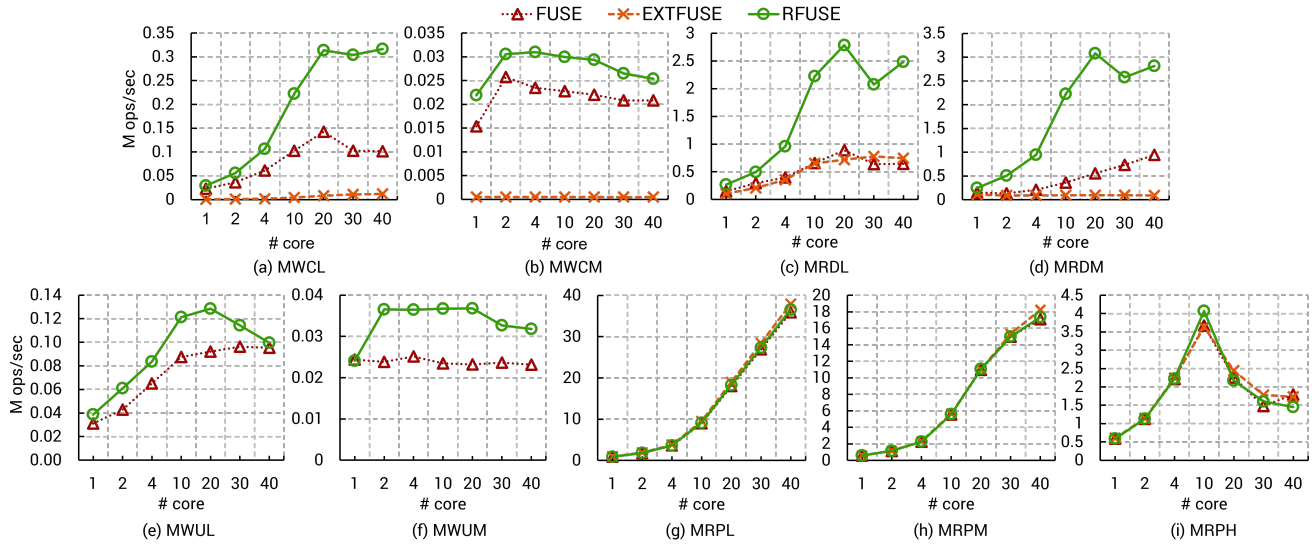 FUSE EXTFUSE RFUSE
M ops/sec
0.35
0.3
0.25
0.2
0.15
0.1
0.05
0
1 2 4 10 20 30 40
# core
(a) MWCL
0.035
0.03
0.025
0.02
0.015
0.01
0.005
0
1 2 4 10 20 30 40
# core
(b) MWCM
3
2.5
2
1.5
1
0.5
0
1 2 4 10 20 30 40
# core
(c) MRDL
3.5
3
2.5
2
1.5
1
0.5
0
1 2 4 10 20 30 40
# core
(d) MRDM
M ops/sec
0.14
0.12
0.10
0.08
0.06
0.04
0.02
0.00
1 2 4 10 20 30 40
# core
(e) MWUL
0.04
0.03
0.02
0.01
0
1 2 4 10 20 30 40
# core
(f) MWUM
40
30
20
10
0
1 2 4 10 20 30 40
# core
(g) MRPL
20
18
16
14
12
10
8
6
4
2
0
1 2 4 10 20 30 40
# core
(h) MRPM
4.5
4
3.5
3
2.5
2
1.5
1
0.5
0
1 2 4 10 20 30 40
# core
(i) MRPH